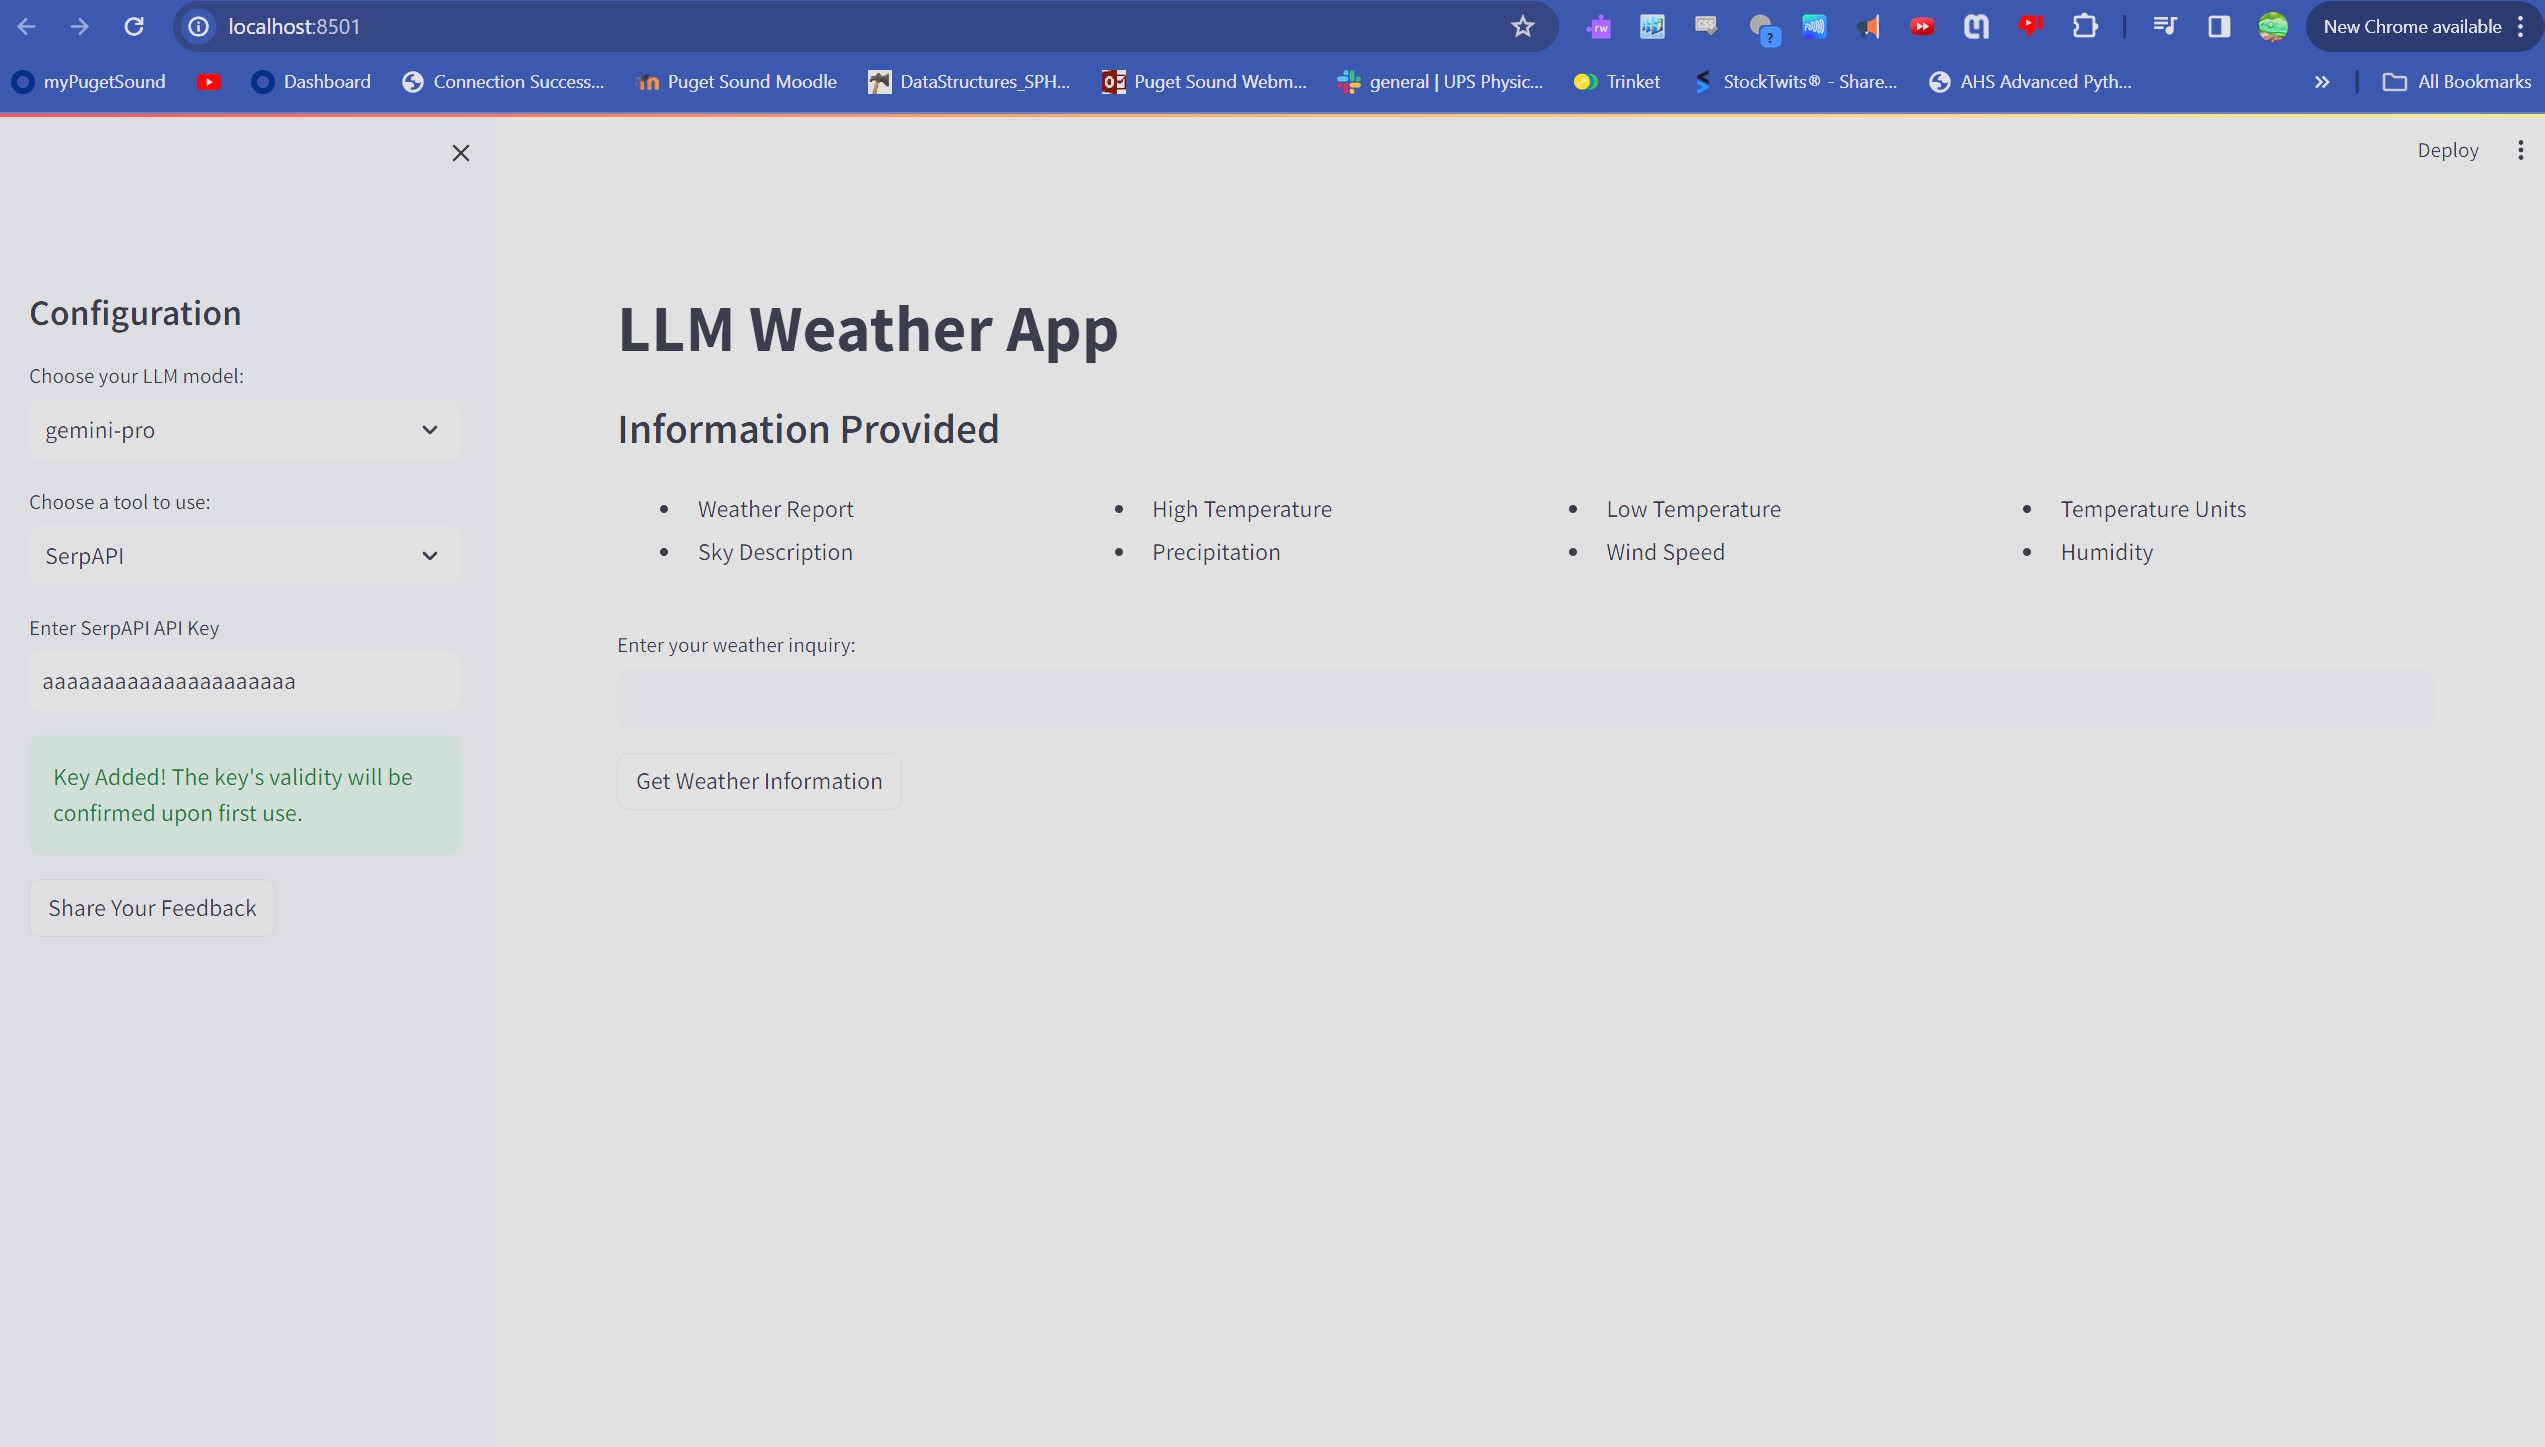 localhost:8501
New Chrome available
myPugetSound
Dashboard
Connection Success...
Puget Sound Moodle
DataStructures_SPH...
Puget Sound Webm...
general | UPS Physic...
Trinket
StockTwits® - Share...
AHS Advanced Pyth...
All Bookmarks
Deploy
Configuration
Choose your LLM model:
gemini-pro
Choose a tool to use:
SerpAPI
Enter SerpAPI API Key
aaaaaaaaaaaaaaaaaaaaa
Key Added! The key's validity will be
confirmed upon first use.
Share Your Feedback
LLM Weather App
Information Provided
Weather Report
High Temperature
Low Temperature
Temperature Units
Sky Description
Precipitation
Wind Speed
Humidity
Enter your weather inquiry:
Get Weather Information